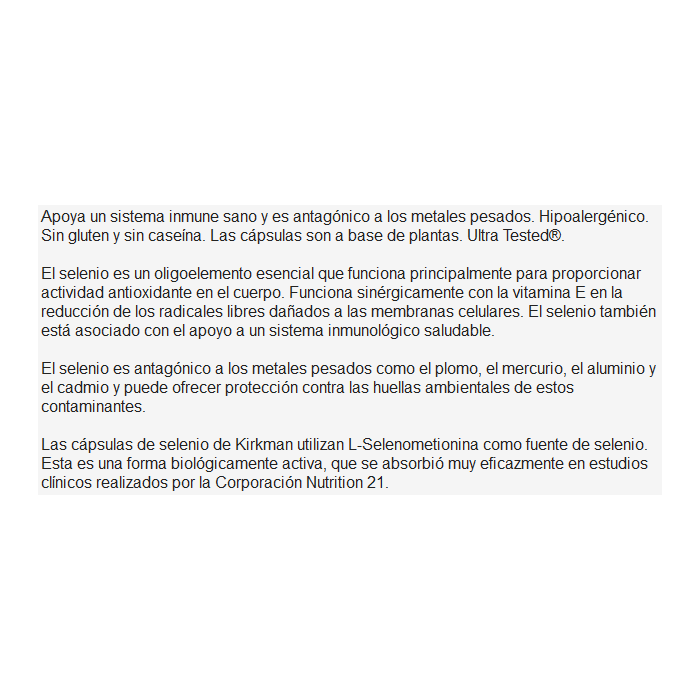 Apoya un sistema inmune sano y es antagónico a los metales pesados. Hipoalergénico.
Sin gluten y sin caseína. Las cápsulas son a base de plantas. Ultra Tested®.
El selenio es un oligoelemento esencial que funciona principalmente para proporcionar
actividad antioxidante en el cuerpo. Funciona sinérgicamente con la vitamina E en la
reducción de los radicales libres dañados a las membranas celulares. El selenio también
está asociado con el apoyo a un sistema inmunológico saludable.
El selenio es antagónico a los metales pesados como el plomo, el mercurio, el aluminio y
el cadmio y puede ofrecer protección contra las huellas ambientales de estos
contaminantes.
Las cápsulas de selenio de Kirkman utilizan L-Selenometionina como fuente de selenio.
Esta es una forma biológicamente activa, que se absorbió muy eficazmente en estudios
clínicos realizados por la Corporación Nutrition 21.